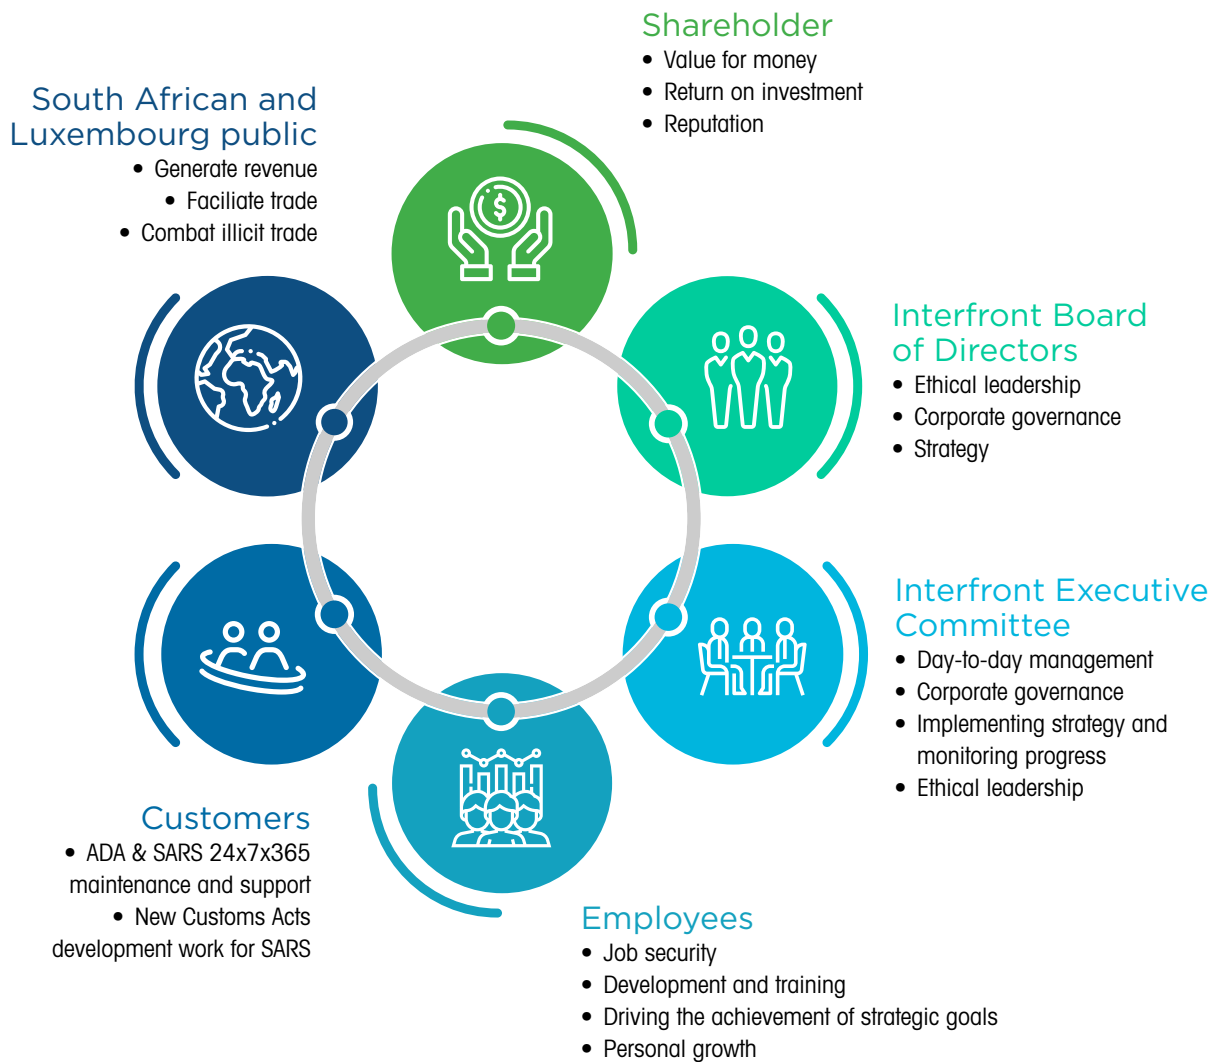 Shareholder
• Value for money
• Return on investment
• Reputation
South African and
Luxembourg public
• Generate revenue
• Faciliate trade
• Combat illicit trade
$
Interfront Board
of Directors
• Ethical leadership
• Corporate governance
• Strategy
Interfront Executive
Committee
• Day-to-day management
• Corporate governance
• Implementing strategy and
monitoring progress
• Ethical leadership
Customers
• ADA & SARS 24x7x365
maintenance and support
• New Customs Acts
development work for SARS
Employees
• Job security
• Development and training
• Driving the achievement of strategic goals
• Personal growth